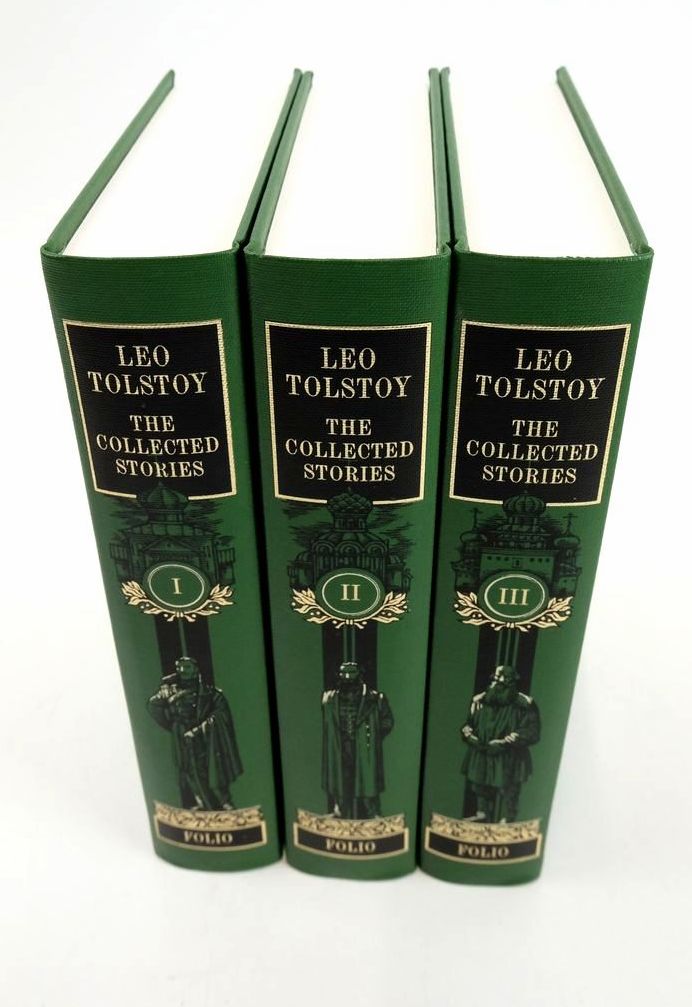 LEO
TOLSTOY
THE
COLLECTED
STORIES
I
FOLIO
LEO
TOLSTOY
THE
COLLECTED
STORIES
II
FOLIO
LEO
TOLSTOY
THE
COLLECTED
STORIES
III
FOLIO